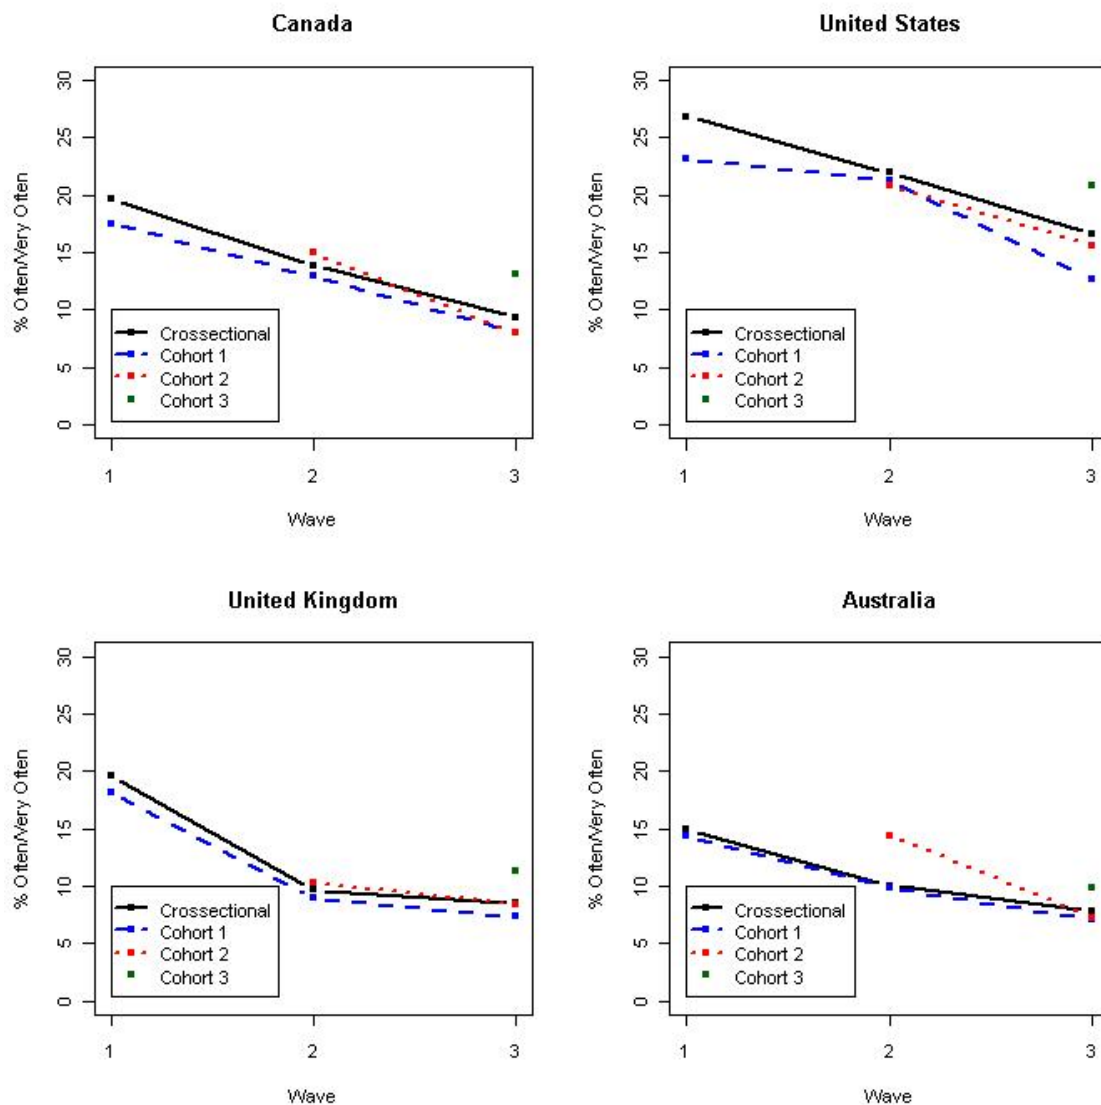 Canada
% Often/Very Often
30
25
20
15
10
5
0
Crossectional
Cohort 1
Cohort 2
Cohort 3
1 2 3
Wave
United States
% Often/Very Often
30
25
20
15
10
5
0
Crossectional
Cohort 1
Cohort 2
Cohort 3
1 2 3
Wave
United Kingdom
% Often/Very Often
30
25
20
15
10
5
0
Crossectional
Cohort 1
Cohort 2
Cohort 3
1 2 3
Wave
Australia
% Often/Very Often
30
25
20
15
10
5
0
Crossectional
Cohort 1
Cohort 2
Cohort 3
1 2 3
Wave